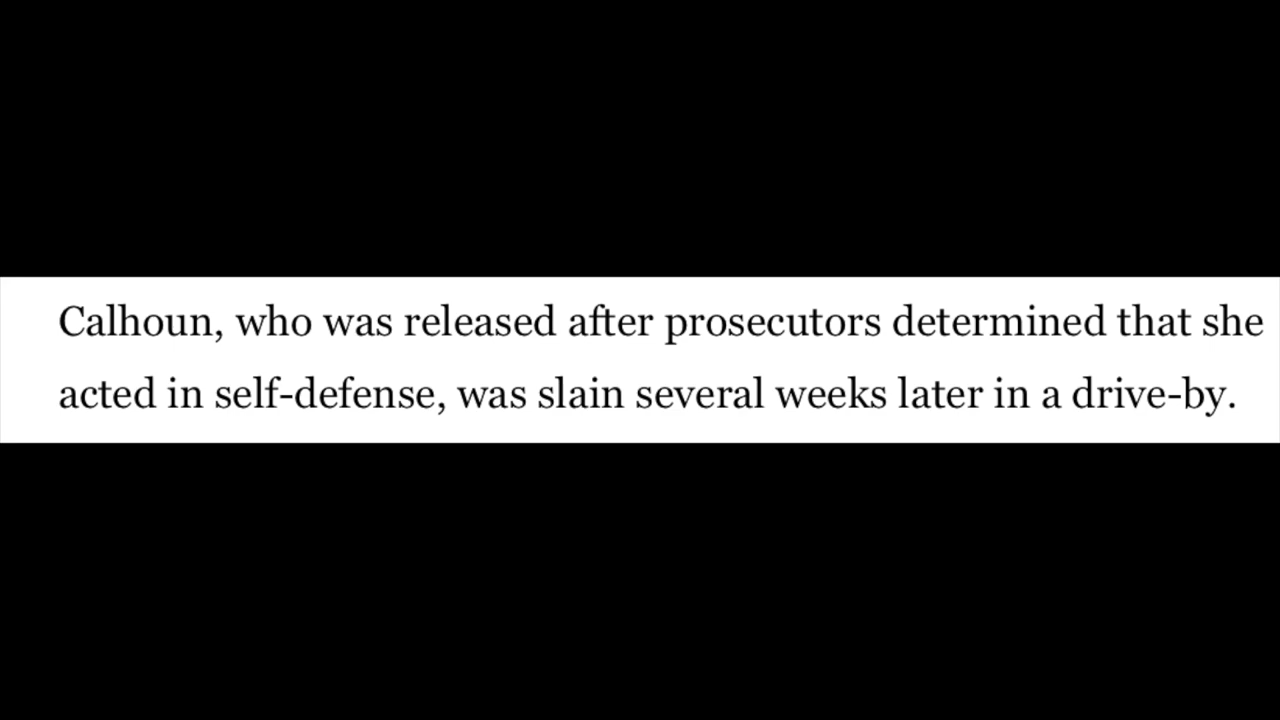 Calhoun, who was released after prosecutors determined that she
acted in self-defense, was slain several weeks later in a drive-by.